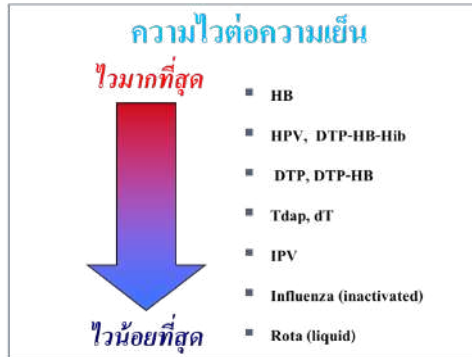 ความไวต่อความเย็น
ไวมากที่สุด
HB
HPV, DTP-HB-Hib
DTP, DTP-HB
Tdap, dT
IPV
Influenza (inactivated)
Rota (liquid)
ไวน้อยที่สุด